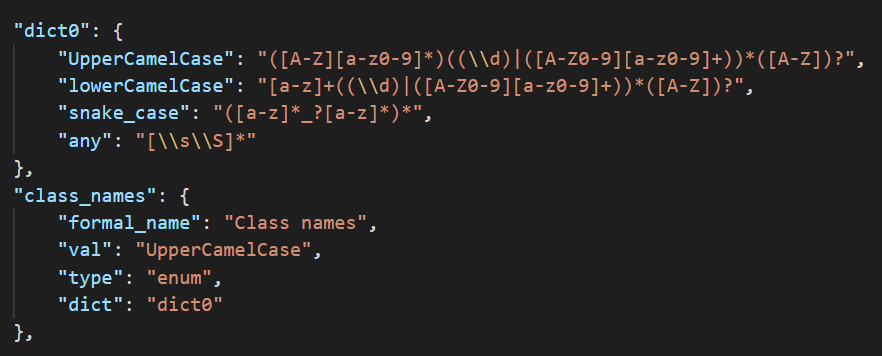 "dict0": {
    "UpperCamelCase": "([A-Z][a-z0-9]*)((\\d)|([A-Z0-9][a-z0-9]+))*([A-Z])?",
    "lowerCamelCase": "[a-z]+((\\d)|([A-Z0-9][a-z0-9]+))*([A-Z])?",
    "snake_case": "([a-z]*_?[a-z]*)*",
    "any": "[\\s\\S]*"
},
"class_names": {
    "formal_name": "Class names",
    "val": "UpperCamelCase",
    "type": "enum",
    "dict": "dict0"
},